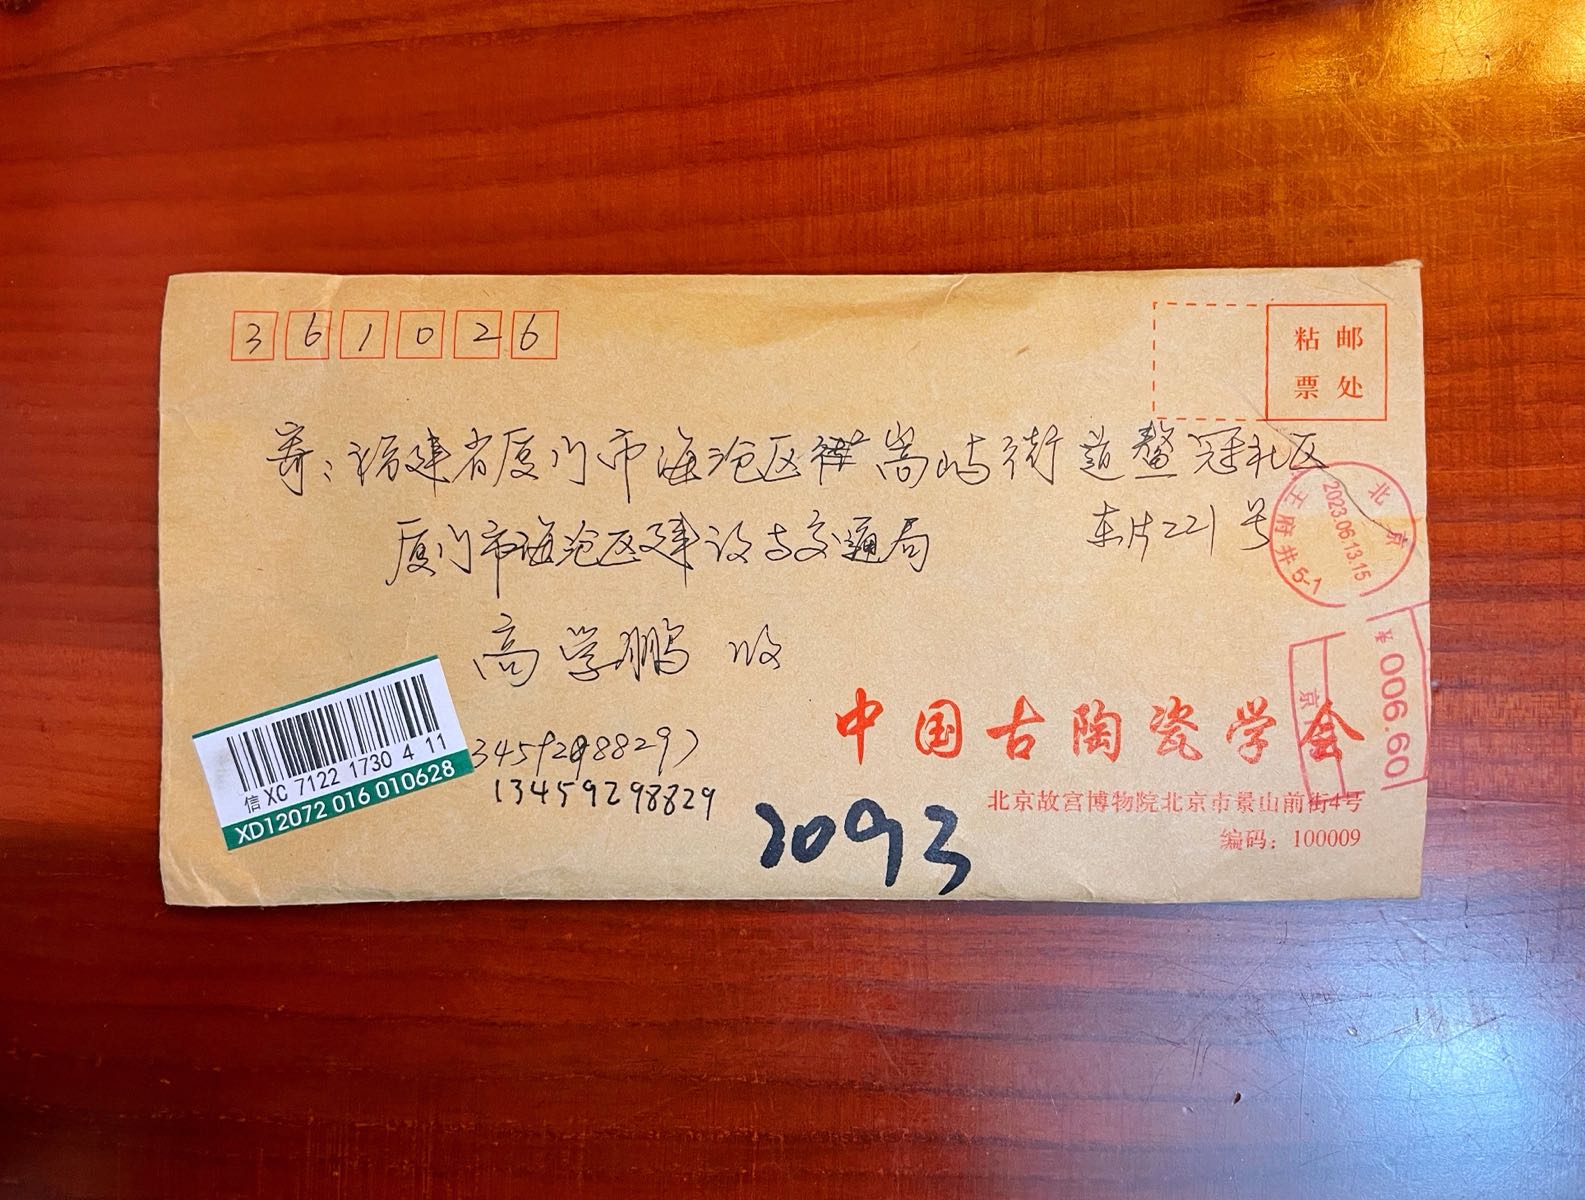 361026
邮
粘
处
票
寄：福建省厦门市海沧区嵩屿街道鳌冠社区
东片221号
厦门市海沧区建设与交通局
高学鹏 收
3459298829)
13459298829
信 XC 7122 1730 4 11
XD12072 016 010628
2093
北京
2023.06.13.15
王府井5-1
¥006.60
京
中国古陶瓷学会
北京故宫博物院北京市景山前街4号
编码：100009